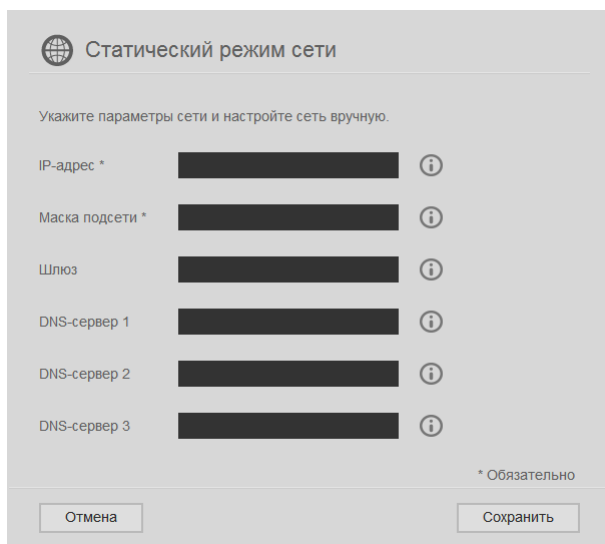 Статический режим сети
Укажите параметры сети и настройте сеть вручную.
IP-адрес *
Маска подсети *
Шлюз
DNS-сервер 1
DNS-сервер 2
DNS-сервер 3
* Обязательно
Отмена
Сохранить